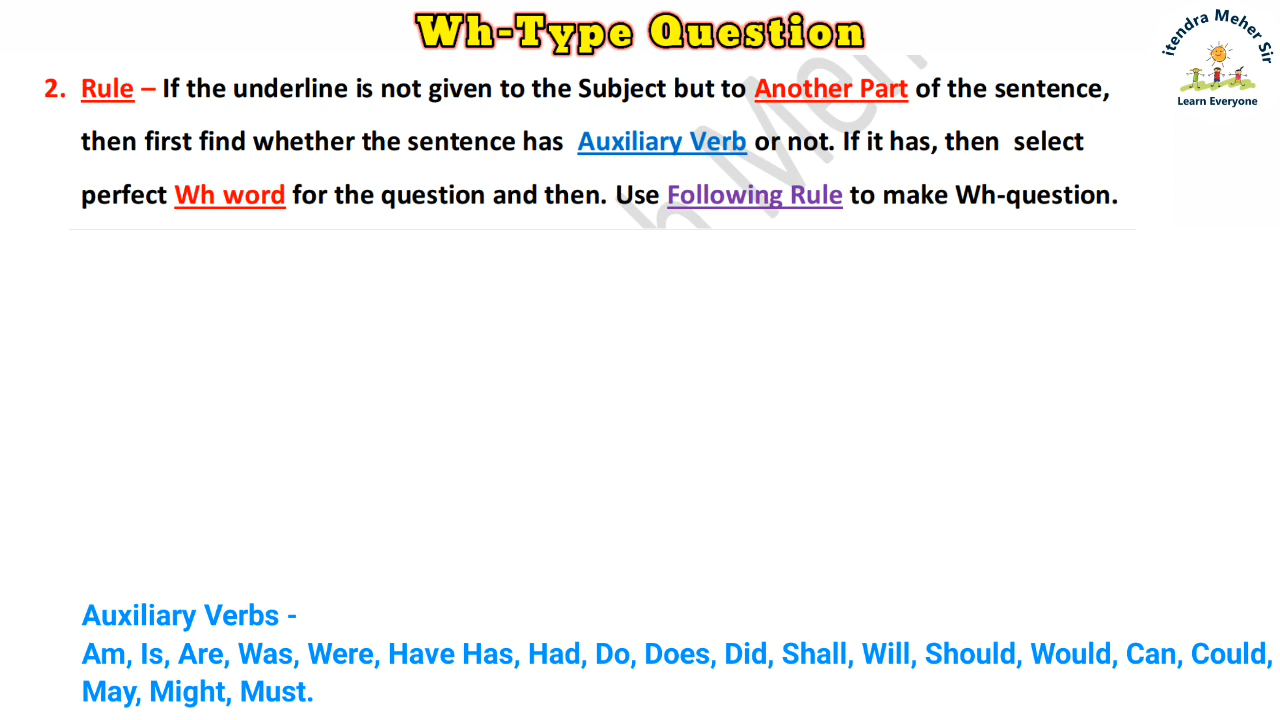 Wh-Type Question
itendra Meher Sir
Learn Everyone
2. Rule – If the underline is not given to the Subject but to Another Part of the sentence,
then first find whether the sentence has Auxiliary Verb or not. If it has, then select
perfect Wh word for the question and then. Use Following Rule to make Wh-question.
Auxiliary Verbs -
Am, Is, Are, Was, Were, Have Has, Had, Do, Does, Did, Shall, Will, Should, Would, Can, Could,
May, Might, Must.